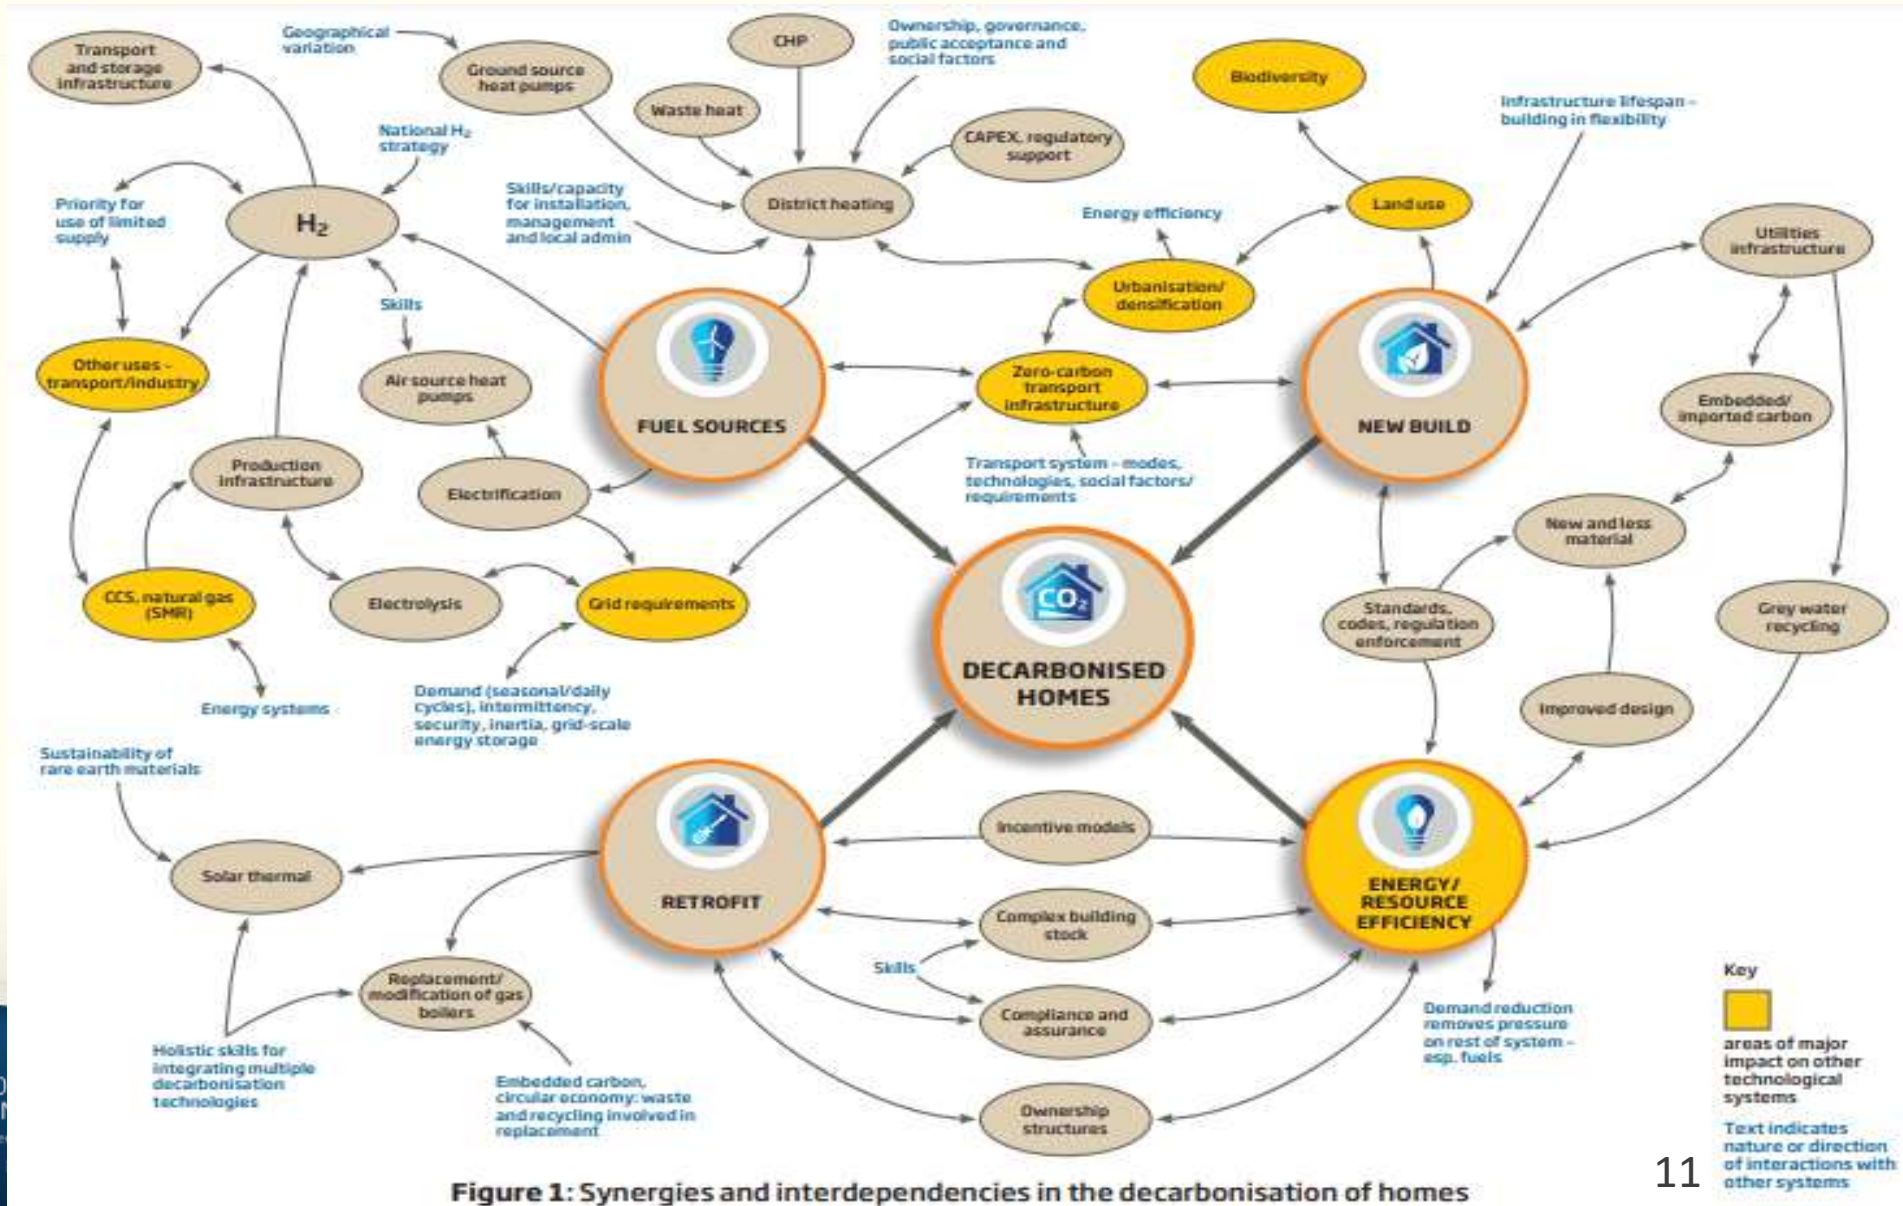 Transport
and storage
infrastructure
Geographical
variation
Ground source
heat pumps
CHP
Ownership, governance,
public acceptance and
social factors
Waste heat
CAPEX, regulatory
support
Biodiversity
Infrastructure lifespan –
building in flexibility
National H₂
strategy
Priority for
use of limited
supply
H₂
Skills/capacity
for installation,
management
and local admin
District heating
Energy efficiency
Land use
Utilities
infrastructure
Skills
Urbanisation/
densification
Other uses –
transport/industry
Air source heat
pumps
FUEL SOURCES
Zero-carbon
transport
infrastructure
NEW BUILD
Embedded/
imported carbon
Production
infrastructure
Electrification
Transport system – modes,
technologies, social factors/
requirements
New and less
material
CCS, natural gas
(SMR)
Electrolysis
Grid requirements
CO₂
DECARBONISED
HOMES
Standards,
codes, regulation
enforcement
Grey water
recycling
Energy systems
Demand (seasonal/daily
cycles), intermittency,
security, inertia, grid-scale
energy storage
Improved design
Sustainability of
rare earth materials
Solar thermal
RETROFIT
Incentive models
ENERGY/
RESOURCE
EFFICIENCY
Complex building
stock
Skills
Compliance and
assurance
Replacement/
modification of gas
boilers
Holistic skills for
integrating multiple
decarbonisation
technologies
Embedded carbon,
circular economy: waste
and recycling involved in
replacement
Ownership
structures
Demand reduction
removes pressure
on rest of system –
esp. fuels
Key
areas of major
impact on other
technological
systems
Text indicates
nature or direction
of interactions with
other systems
11
Figure 1: Synergies and interdependencies in the decarbonisation of homes